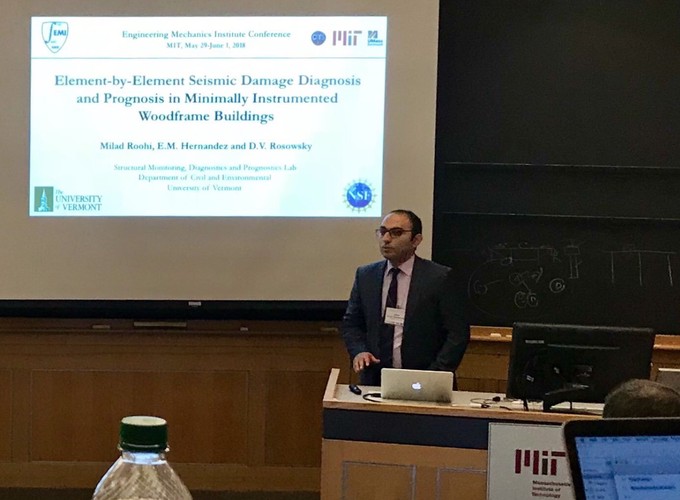 EMI
Engineering Mechanics Institute Conference
MIT, May 29-June 1, 2018
MIT
Element-by-Element Seismic Damage Diagnosis
and Prognosis in Minimally Instrumented
Woodframe Buildings
Milad Roohi, E.M. Hernandez and D.V. Rosowsky
Structural Monitoring, Diagnostics and Prognostics Lab
Department of Civil and Environmental
University of Vermont
The
UNIVERSITY
of VERMONT
NSF
MIT
Massachusetts
Institute of
Technology